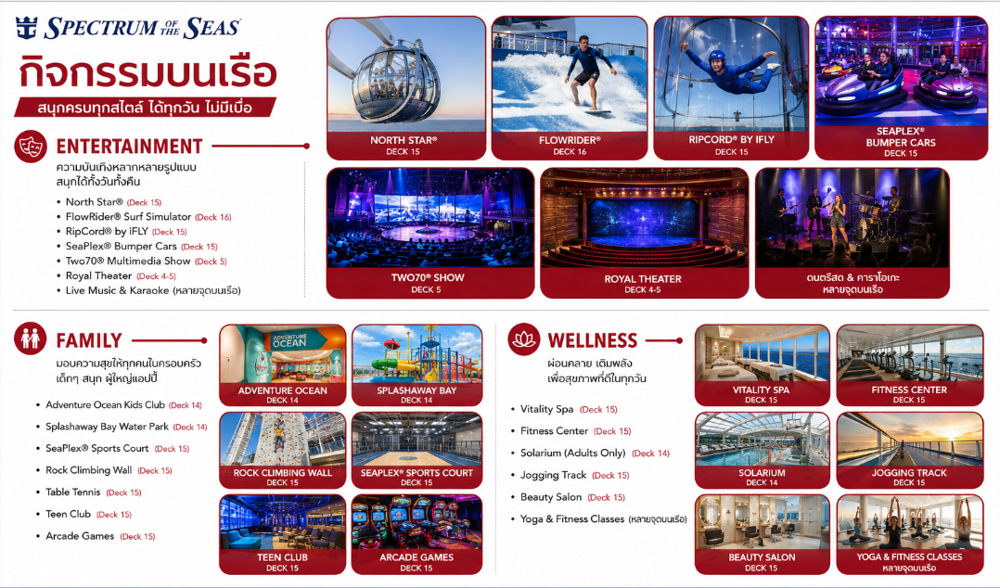 SPECTRUM OF THE SEAS®
กิจกรรมบนเรือ
สนุกครบทุกสไตล์ ได้ทุกวัน ไม่มีเบื่อ
ENTERTAINMENT
ความบันเทิงหลากหลายรูปแบบ
สนุกได้ทั้งวันทั้งคืน
• North Star® (Deck 15)
• FlowRider® Surf Simulator (Deck 16)
• RipCord® by iFLY (Deck 15)
• SeaPlex® Bumper Cars (Deck 15)
• Two70® Multimedia Show (Deck 5)
• Royal Theater (Deck 4-5)
• Live Music & Karaoke (หลายจุดบนเรือ)
NORTH STAR®
DECK 15
FLOWRIDER®
DECK 16
RIPCORD® BY IFLY
DECK 15
SEAPLEX®
BUMPER CARS
DECK 15
TWO70® SHOW
DECK 5
ROYAL THEATER
DECK 4-5
ดนตรีสด & คาราโอเกะ
หลายจุดบนเรือ
FAMILY
มอบความสุขให้ทุกคนในครอบครัว
เด็กๆ สนุก ผู้ใหญ่แฮปปี้
• Adventure Ocean Kids Club (Deck 14)
• Splashaway Bay Water Park (Deck 14)
• SeaPlex® Sports Court (Deck 15)
• Rock Climbing Wall (Deck 15)
• Table Tennis (Deck 15)
• Teen Club (Deck 15)
• Arcade Games (Deck 15)
ADVENTURE
OCEAN
ADVENTURE OCEAN
DECK 14
SPLASHAWAY BAY
DECK 14
ROCK CLIMBING WALL
DECK 15
SEAPLEX® SPORTS COURT
DECK 15
TEEN CLUB
DECK 15
ARCADE GAMES
DECK 15
WELLNESS
ผ่อนคลาย เติมพลัง
เพื่อสุขภาพที่ดีในทุกวัน
• Vitality Spa (Deck 15)
• Fitness Center (Deck 15)
• Solarium (Adults Only) (Deck 14)
• Jogging Track (Deck 15)
• Beauty Salon (Deck 15)
• Yoga & Fitness Classes (หลายจุดบนเรือ)
VITALITY SPA
DECK 15
FITNESS CENTER
DECK 15
SOLARIUM
DECK 14
JOGGING TRACK
DECK 15
BEAUTY SALON
DECK 15
YOGA & FITNESS CLASSES
หลายจุดบนเรือ